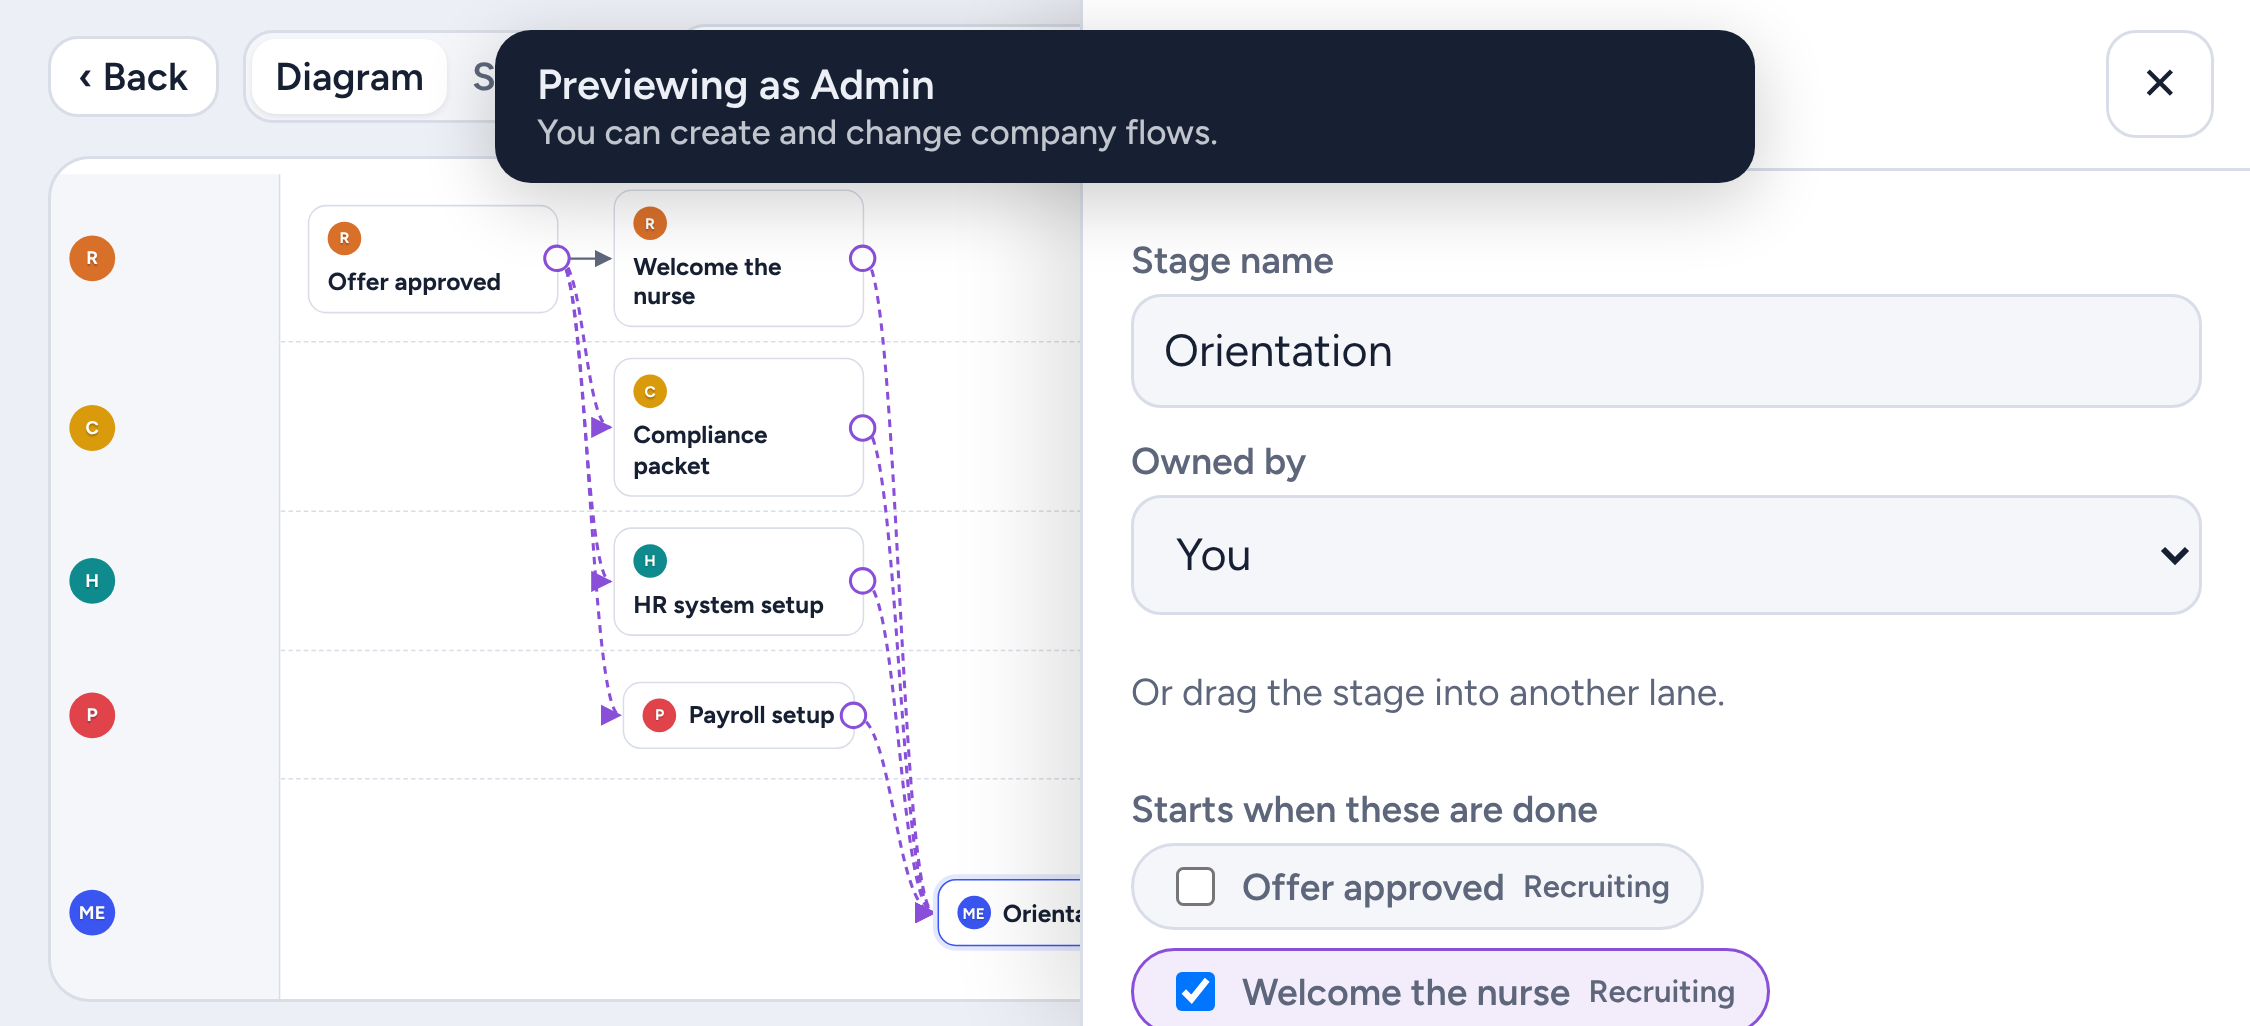 ‹ Back
Diagram
S
Previewing as Admin
You can create and change company flows.
✕
R
R
Offer approved
R
Welcome the
nurse
C
C
Compliance
packet
H
H
HR system setup
P
P
Payroll setup
ME
ME
Orienta
Stage name
Orientation
Owned by
You
Or drag the stage into another lane.
Starts when these are done
Offer approved Recruiting
Welcome the nurse Recruiting